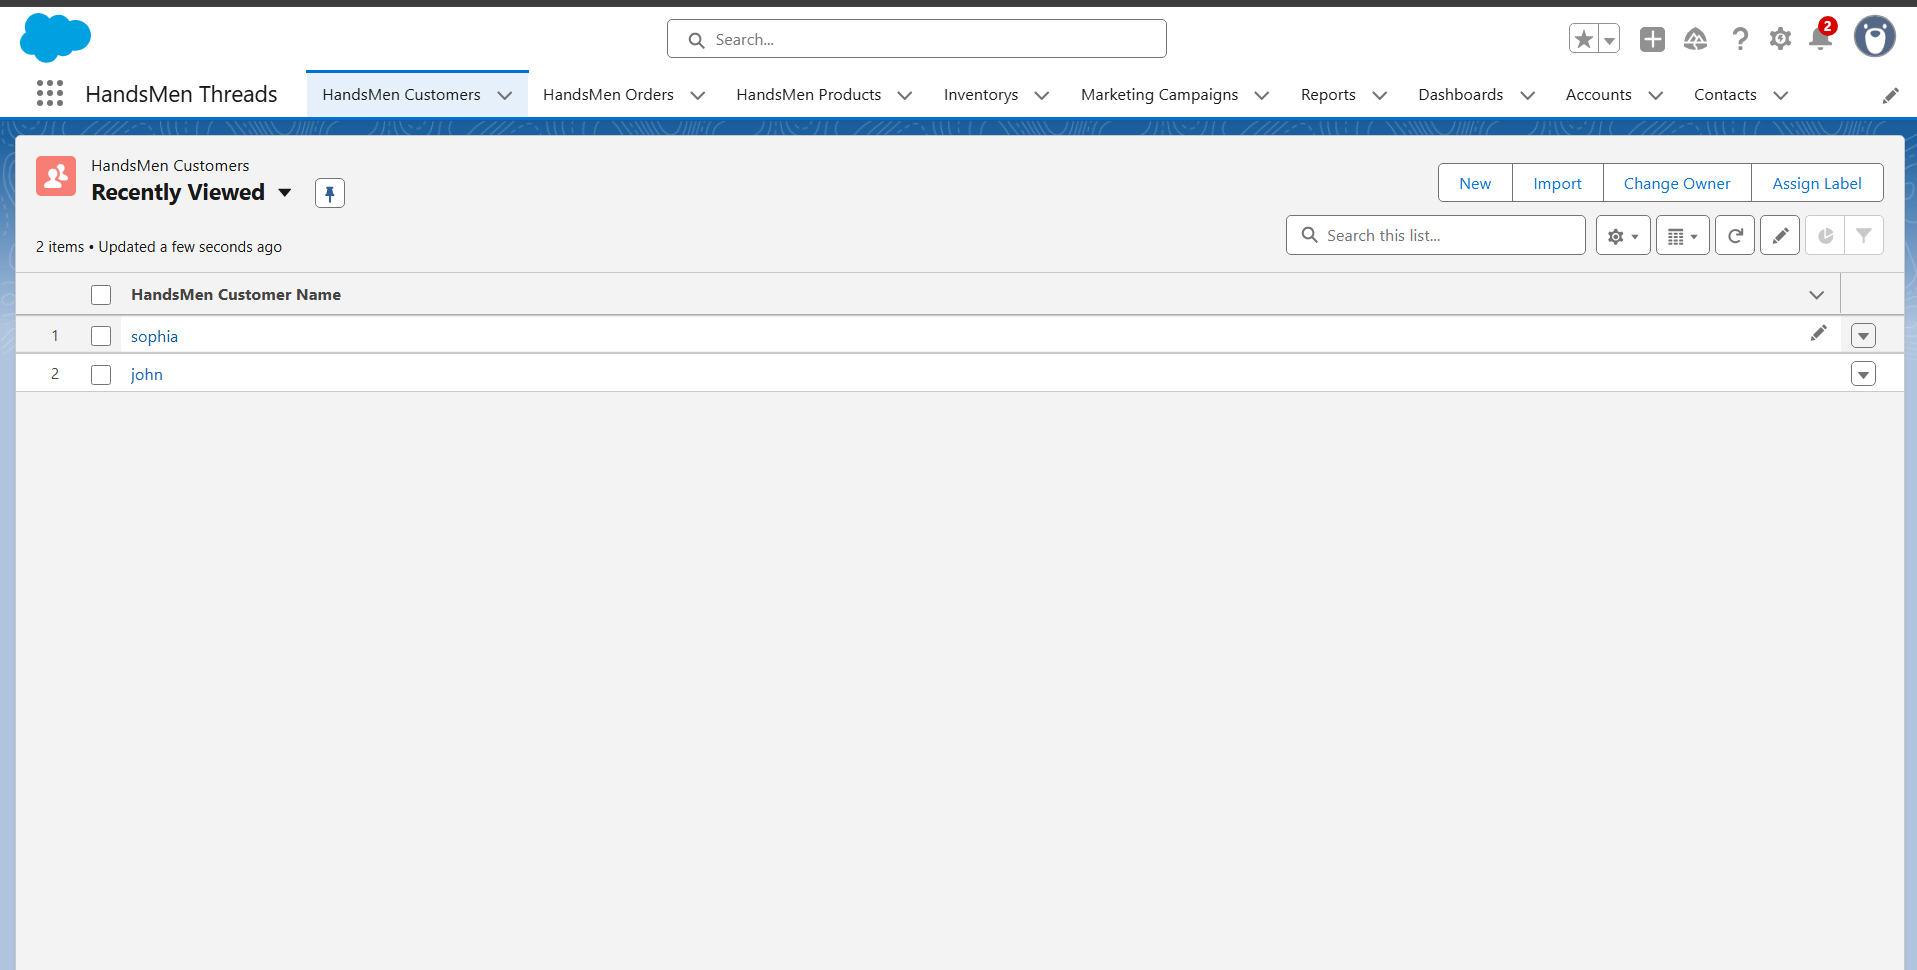 Search...
2
HandsMen Threads
HandsMen Customers
HandsMen Orders
HandsMen Products
Inventorys
Marketing Campaigns
Reports
Dashboards
Accounts
Contacts
HandsMen Customers
Recently Viewed
New
Import
Change Owner
Assign Label
2 items • Updated a few seconds ago
Search this list...
HandsMen Customer Name
1 sophia
2 john